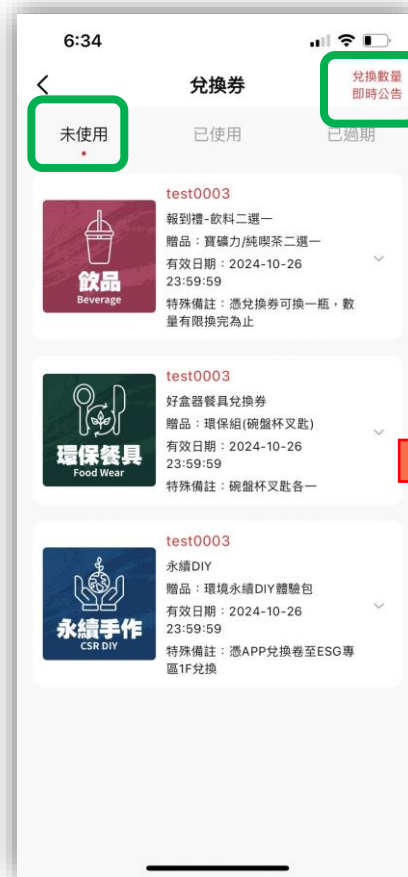 6:34
兌換券
兌換數量
即時公告
未使用
已使用
已過期
飲品
Beverage
test0003
報到禮-飲料二選一
贈品：寶礦力/純喫茶二選一
有效日期：2024-10-26
23:59:59
特殊備註：憑兌換券可換一瓶，數
量有限換完為止
環保餐具
Food Wear
test0003
好盒器餐具兌換券
贈品：環保組(碗盤杯叉匙)
有效日期：2024-10-26
23:59:59
特殊備註：碗盤杯叉匙各一
永續手作
CSR DIY
test0003
永續DIY
贈品：環境永續DIY體驗包
有效日期：2024-10-26
23:59:59
特殊備註：憑APP兌換卷至ESG專
區1F兌換